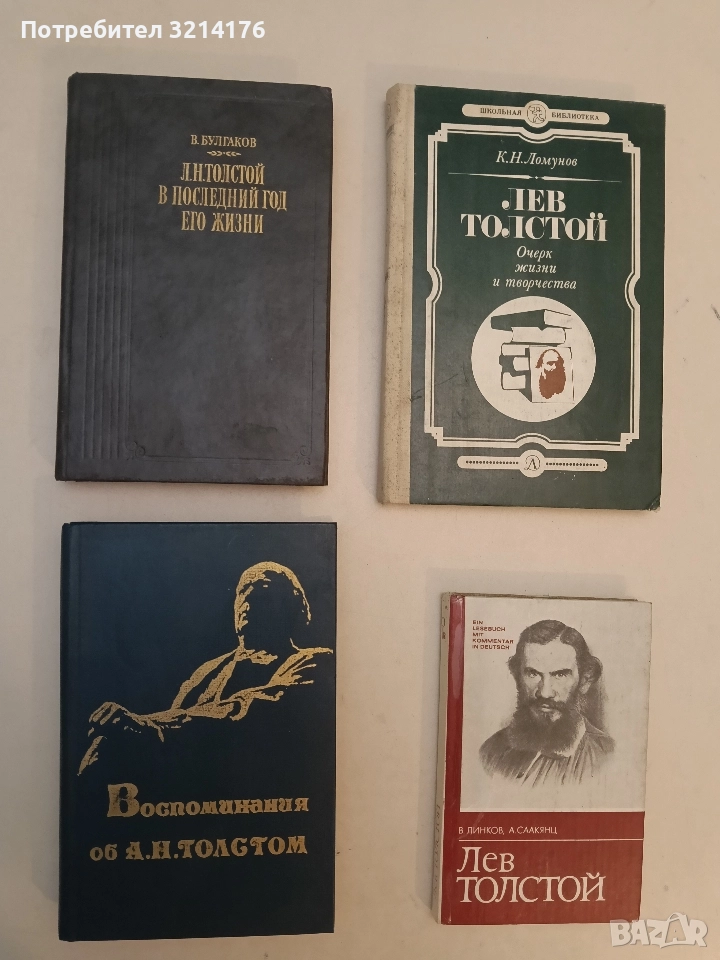 Потребител 3214176
В. БУЛГАКОВ
Л.Н.ТОЛСТОЙ
В ПОСЛЕДНИЙ ГОД
ЕГО ЖИЗНИ
ШКОЛЬНАЯ БИБЛИОТЕКА
К.Н.Ломунов
ЛЕВ
ТОЛСТОЙ
Очерк
жизни
и творчества
Л
Воспоминания
об А.Н.ТОЛСТОМ
EIN
LESEBUCH
MIT
KOMMENTAR
IN DEUTSCH
В. ЛИНКОВ, А. СААКЯНЦ
Лев
ТОЛСТОЙ
BAZAR